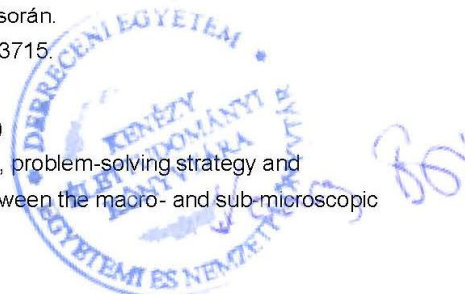 során.
3715.
)
, problem-solving strategy and
ween the macro- and sub-microscopic
DEBRECENI EGYETEM
KENÉZY
ÉLETTUDOMÁNYI
KÖNYVTÁRA
EGYETEMI ÉS NEMZETI